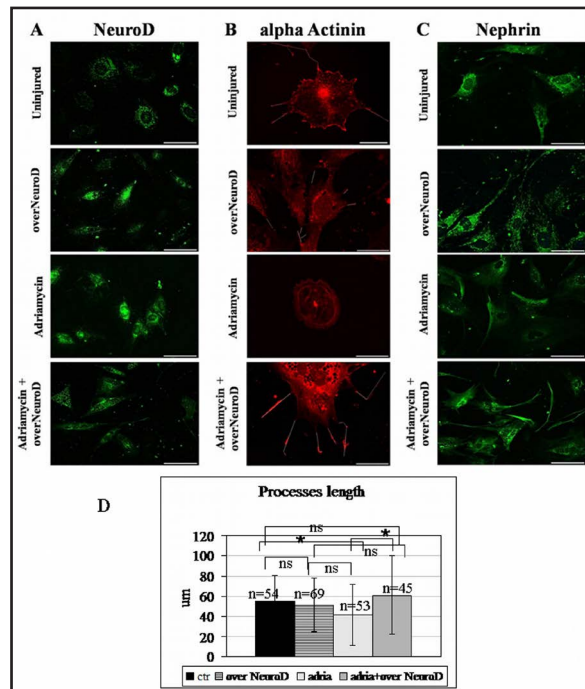 A NeuroD
B alpha Actinin
C Nephrin
Uninjured
Uninjured
Uninjured
overNeuroD
overNeuroD
overNeuroD
Adriamycin
Adriamycin
Adriamycin
Adriamycin +
overNeuroD
Adriamycin +
overNeuroD
Adriamycin +
overNeuroD
D
Processes length
ns
*
*
ns
ns
ns
120
100
80
60
40
20
0
um
n=54
n=69
n=53
n=45
ctr over NeuroD adria adria+over NeuroD